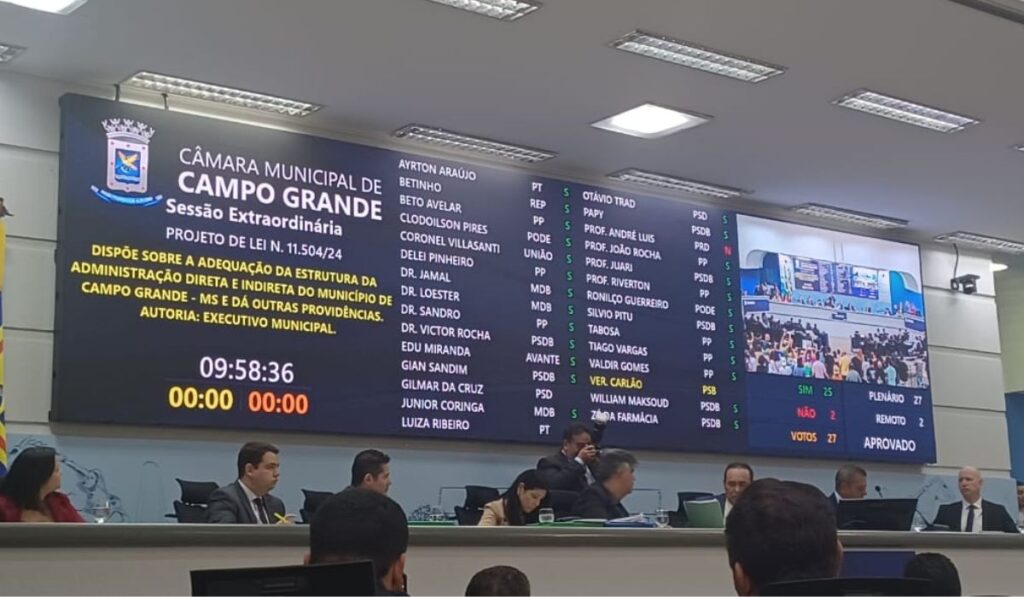 CÂMARA MUNICIPAL DE
CAMPO GRANDE
Sessão Extraordinária
PROJETO DE LEI N. 11.504/24
DISPÕE SOBRE A ADEQUAÇÃO DA ESTRUTURA DA
ADMINISTRAÇÃO DIRETA E INDIRETA DO MUNICÍPIO DE
CAMPO GRANDE - MS E DÁ OUTRAS PROVIDÊNCIAS.
AUTORIA: EXECUTIVO MUNICIPAL.
09:58:36
00:00 00:00
AYRTON ARAÚJO PT S
BETINHO REP S
BETO AVELAR PP S
CLODOILSON PIRES PODE S
CORONEL VILLASANTI UNIÃO S
DELEI PINHEIRO PP S
DR. JAMAL MDB S
DR. LOESTER MDB S
DR. SANDRO PP S
DR. VICTOR ROCHA PSDB S
EDU MIRANDA AVANTE S
GIAN SANDIM PSDB S
GILMAR DA CRUZ PSD
JUNIOR CORINGA MDB S
LUIZA RIBEIRO PT
OTÁVIO TRAD PSD S
PAPY PSDB S
PROF. ANDRÉ LUIS PRD N
PROF. JOÃO ROCHA PP S
PROF. JUARI PSDB S
PROF. RIVERTON PP S
RONILÇO GUERREIRO PODE S
SILVIO PITU PSDB S
TABOSA PP S
TIAGO VARGAS PP S
VALDIR GOMES PP S
VER. CARLÃO PSB
WILLIAM MAKSOUD PSDB S
FARMÁCIA PSDB S
SIM 25
NÃO 2
VOTOS 27
PLENÁRIO 27
REMOTO 2
APROVADO